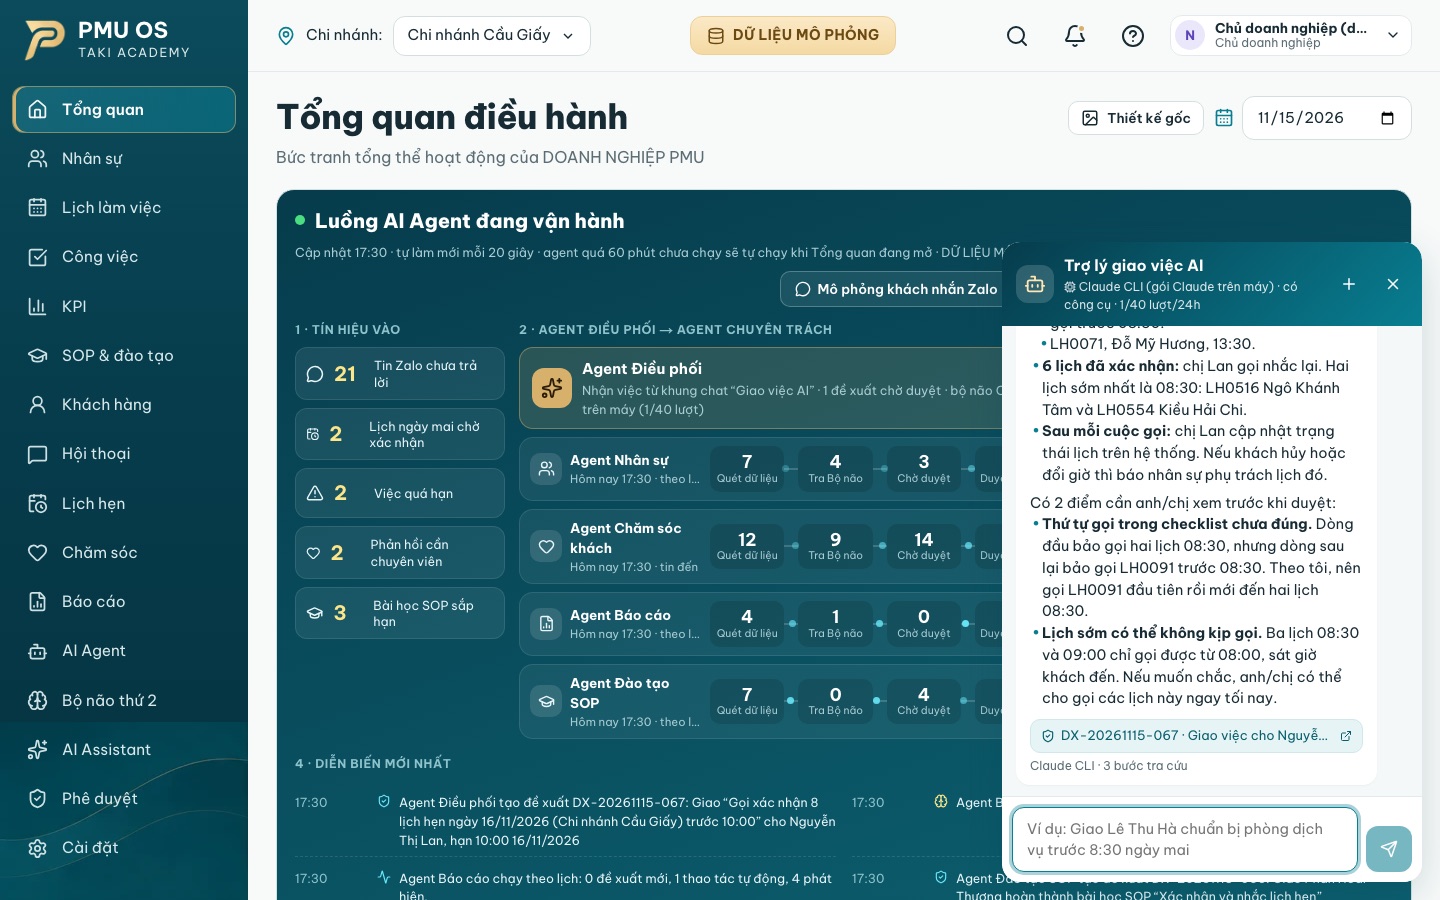 PMU OS
TAKI ACADEMY
Tổng quan
Nhân sự
Lịch làm việc
Công việc
KPI
SOP & đào tạo
Khách hàng
Hội thoại
Lịch hẹn
Chăm sóc
Báo cáo
AI Agent
Bộ não thứ 2
AI Assistant
Phê duyệt
Cài đặt
Chi nhánh:
Chi nhánh Cầu Giấy
DỮ LIỆU MÔ PHỎNG
N
Chủ doanh nghiệp (d...
Chủ doanh nghiệp
Tổng quan điều hành
Bức tranh tổng thể hoạt động của DOANH NGHIỆP PMU
Thiết kế gốc
11/15/2026
Luồng AI Agent đang vận hành
Cập nhật 17:30 · tự làm mới mỗi 20 giây · agent quá 60 phút chưa chạy sẽ tự chạy khi Tổng quan đang mở · DỮ LIỆU M
Mô phỏng khách nhắn Zalo
1 · TÍN HIỆU VÀO
21
Tin Zalo chưa trả
lời
2
Lịch ngày mai chờ
xác nhận
2
Việc quá hạn
2
Phản hồi cần
chuyên viên
3
Bài học SOP sắp
hạn
2 · AGENT ĐIỀU PHỐI → AGENT CHUYÊN TRÁCH
Agent Điều phối
Nhận việc từ khung chat “Giao việc AI” · 1 đề xuất chờ duyệt · bộ não
trên máy (1/40 lượt)
Agent Nhân sự
Hôm nay 17:30 · theo l...
7
Quét dữ liệu
4
Tra Bộ não
3
Chờ duyệt
Agent Chăm sóc
khách
Hôm nay 17:30 · tin đến
12
Quét dữ liệu
9
Tra Bộ não
14
Chờ duyệt
Agent Báo cáo
Hôm nay 17:30 · theo l...
4
Quét dữ liệu
1
Tra Bộ não
0
Chờ duyệt
Agent Đào tạo
SOP
Hôm nay 17:30 · theo l...
7
Quét dữ liệu
0
Tra Bộ não
4
Chờ duyệt
4 · DIỄN BIẾN MỚI NHẤT
17:30
Agent Điều phối tạo đề xuất DX-20261115-067: Giao “Gọi xác nhận 8
lịch hẹn ngày 16/11/2026 (Chi nhánh Cầu Giấy) trước 10:00” cho Nguyễn
Thị Lan, hạn 10:00 16/11/2026
17:30
Agent B
17:30
Agent Báo cáo chạy theo lịch: 0 đề xuất mới, 1 thao tác tự động, 4 phát
hiện.
17:30
Thương hoàn thành bài học SOP “Xác nhận và nhắc lịch hẹn”
Trợ lý giao việc AI
Claude CLI (gói Claude trên máy) · có
công cụ · 1/40 lượt/24h
• LH0071, Đỗ Mỹ Hương, 13:30.
• 6 lịch đã xác nhận: chị Lan gọi nhắc lại. Hai
lịch sớm nhất là 08:30: LH0516 Ngô Khánh
Tâm và LH0554 Kiều Hải Chi.
• Sau mỗi cuộc gọi: chị Lan cập nhật trạng
thái lịch trên hệ thống. Nếu khách hủy hoặc
đổi giờ thì báo nhân sự phụ trách lịch đó.
Có 2 điểm cần anh/chị xem trước khi duyệt:
• Thứ tự gọi trong checklist chưa đúng. Dòng
đầu bảo gọi hai lịch 08:30, nhưng dòng sau
lại bảo gọi LH0091 trước 08:30. Theo tôi, nên
gọi LH0091 đầu tiên rồi mới đến hai lịch
08:30.
• Lịch sớm có thể không kịp gọi. Ba lịch 08:30
và 09:00 chỉ gọi được từ 08:00, sát giờ
khách đến. Nếu muốn chắc, anh/chị có thể
cho gọi các lịch này ngay tối nay.
DX-20261115-067 · Giao việc cho Nguyễ...
Claude CLI · 3 bước tra cứu
Ví dụ: Giao Lê Thu Hà chuẩn bị phòng dịch
vụ trước 8:30 ngày mai